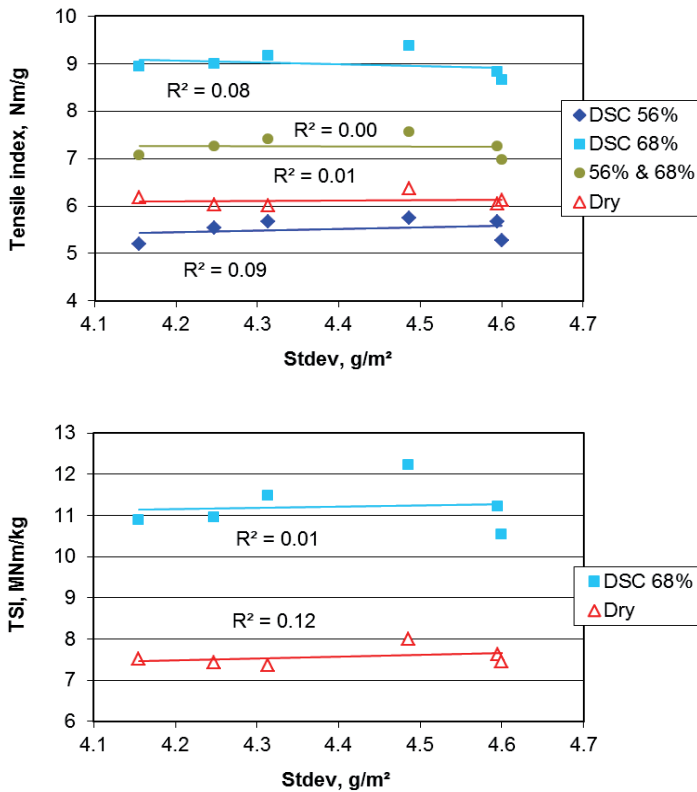 10
9
8
7
6
5
4
Tensile index, Nm/g
R² = 0.08
R² = 0.00
R² = 0.01
R² = 0.09
DSC 56%
DSC 68%
56% & 68%
Dry
4.1 4.2 4.3 4.4 4.5 4.6 4.7
Stdev, g/m²
13
12
11
10
9
8
7
6
TSI, MNm/kg
R² = 0.01
R² = 0.12
DSC 68%
Dry
4.1 4.2 4.3 4.4 4.5 4.6 4.7
Stdev, g/m²